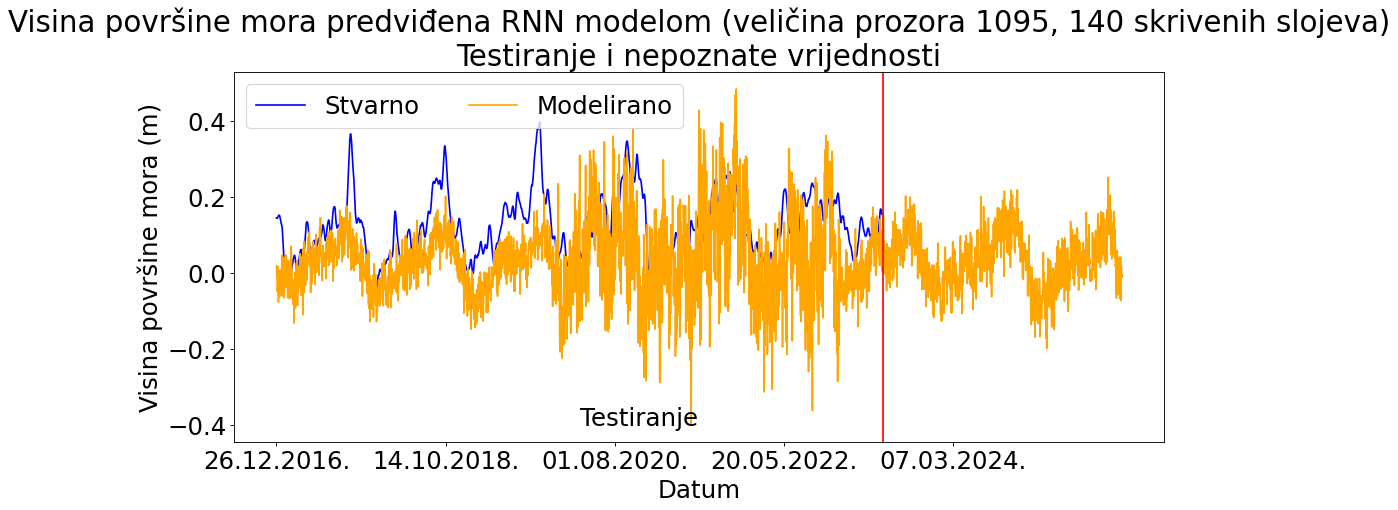 Visina površine mora predviđena RNN modelom (veličina prozora 1095, 140 skrivenih slojeva)
Testiranje i nepoznate vrijednosti
Stvarno Modelirano
Visina površine mora (m)
0.4
0.2
0.0
−0.2
−0.4
Testiranje
26.12.2016. 14.10.2018. 01.08.2020. 20.05.2022. 07.03.2024.
Datum